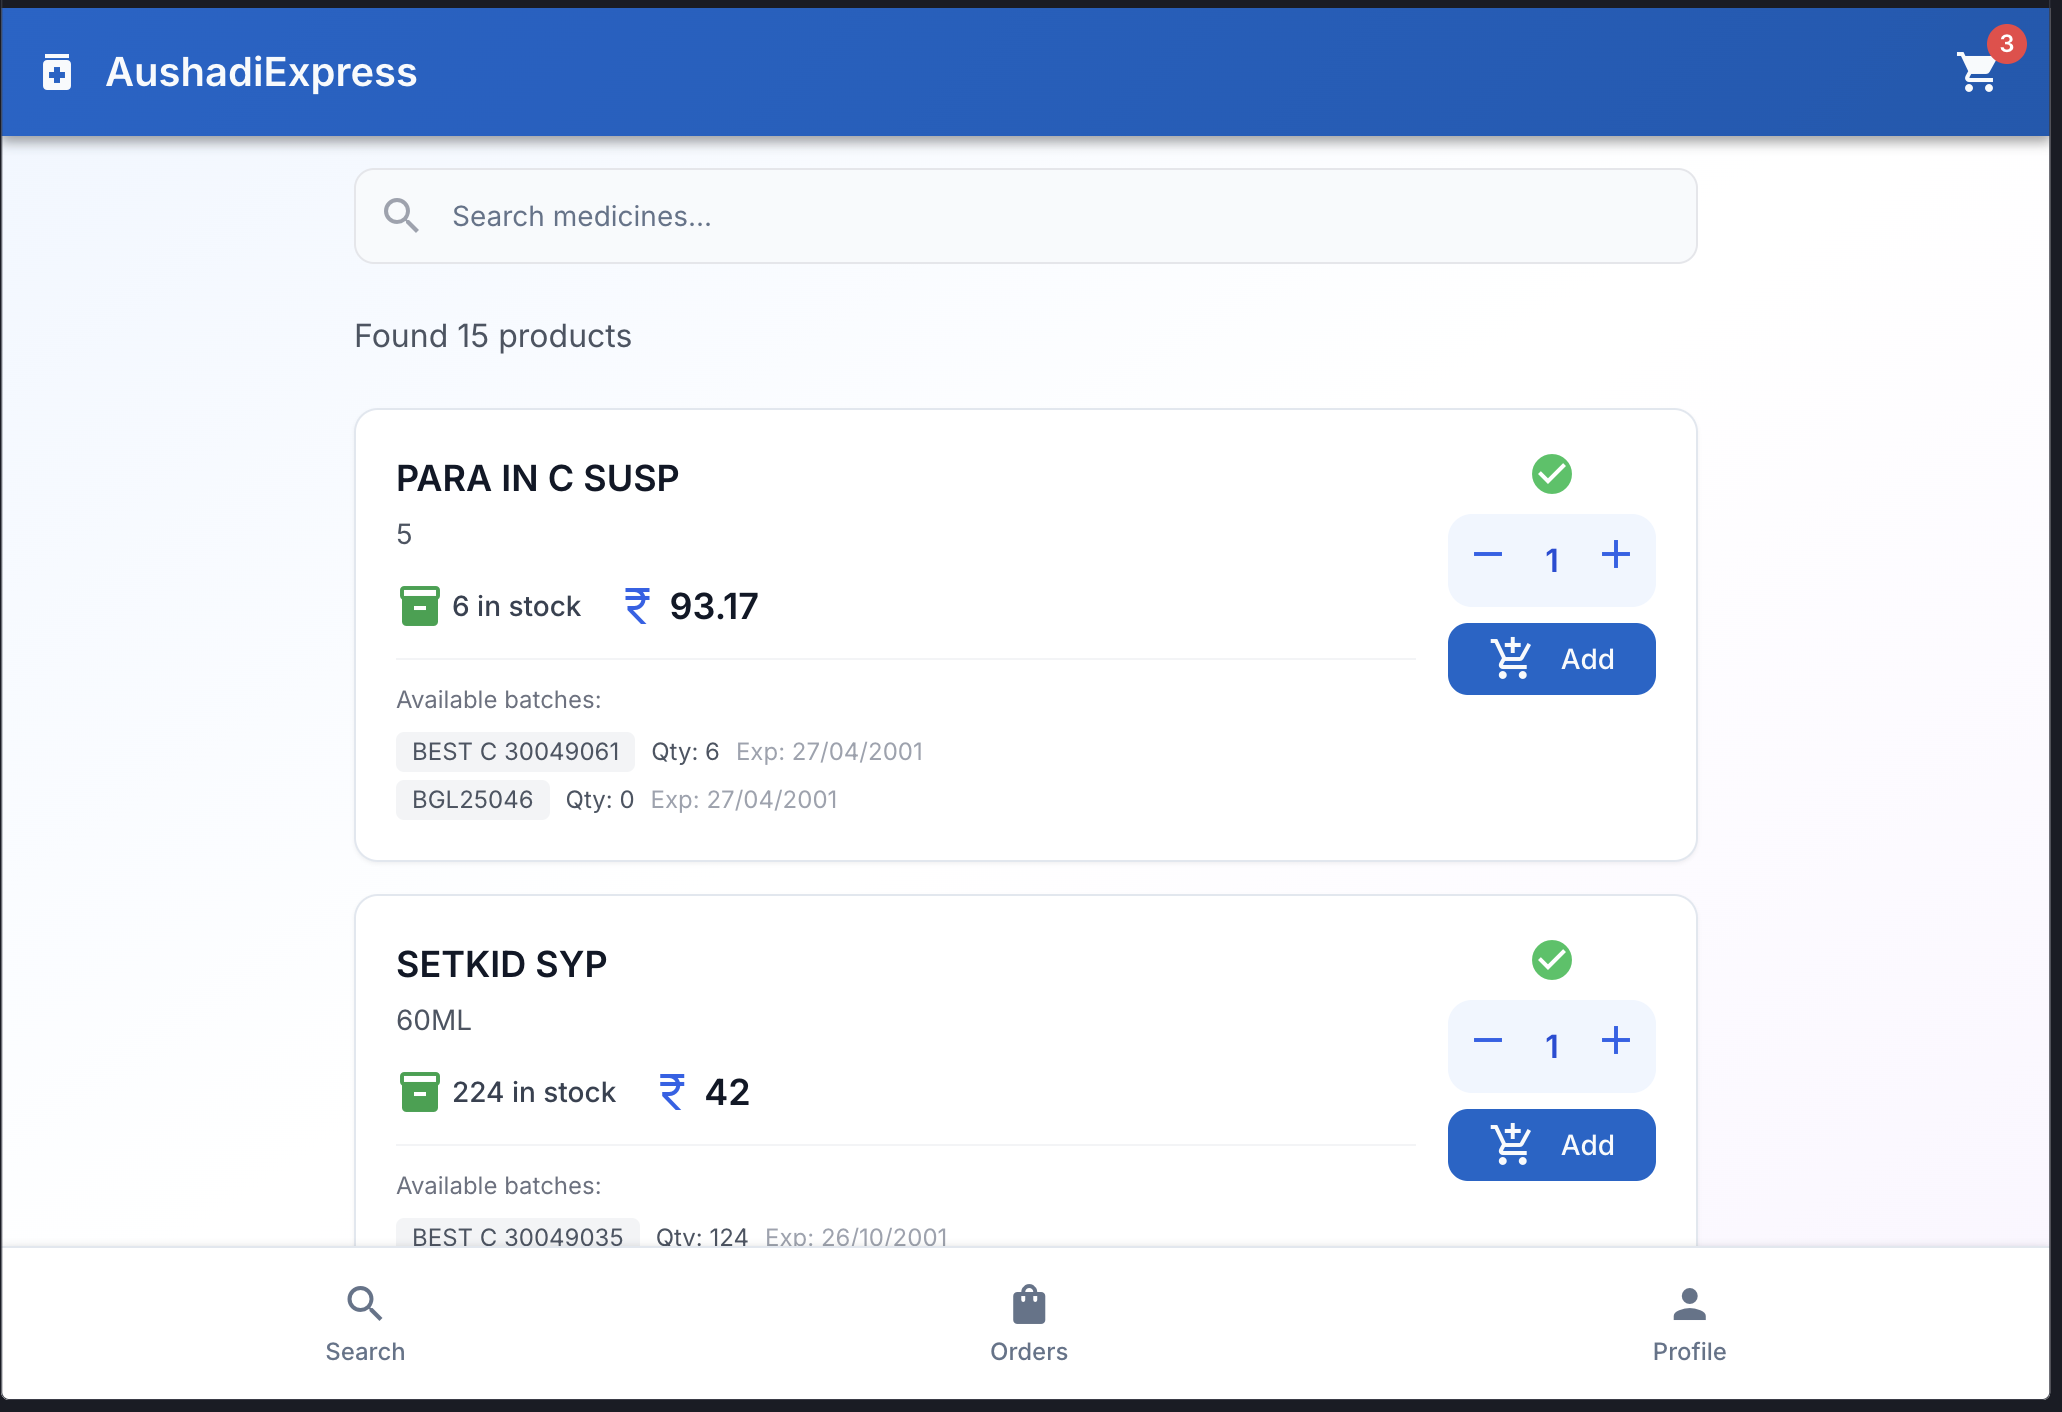 AushadiExpress
3
Search medicines...
Found 15 products
PARA IN C SUSP
5
6 in stock ₹ 93.17
1
Add
Available batches:
BEST C 30049061 Qty: 6 Exp: 27/04/2001
BGL25046 Qty: 0 Exp: 27/04/2001
SETKID SYP
60ML
224 in stock ₹ 42
1
Add
Available batches:
BEST C 30049035 Qty: 124 Exp: 26/10/2001
Search
Orders
Profile